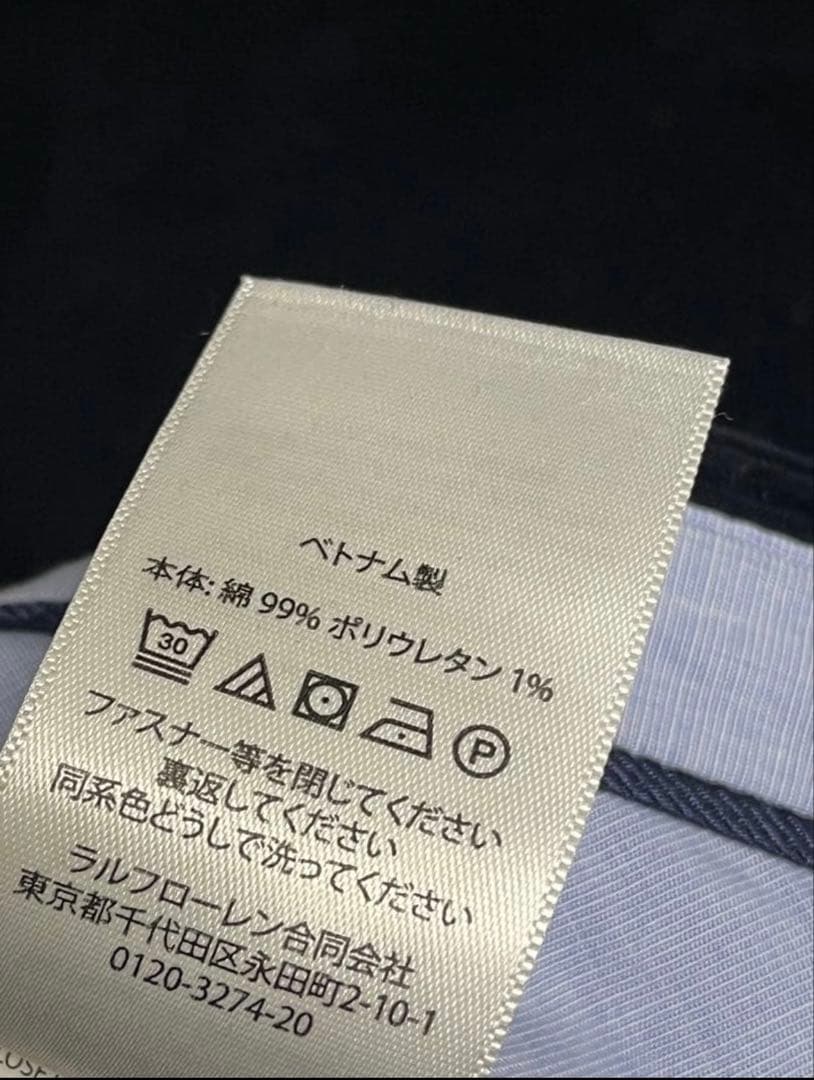 ベトナム製
本体: 綿 99% ポリウレタン 1%
30
P
ファスナー等を閉じてください
裏返してください
同系色どうしで洗ってください
ラルフローレン合同会社
東京都千代田区永田町2-10-1
0120-3274-20